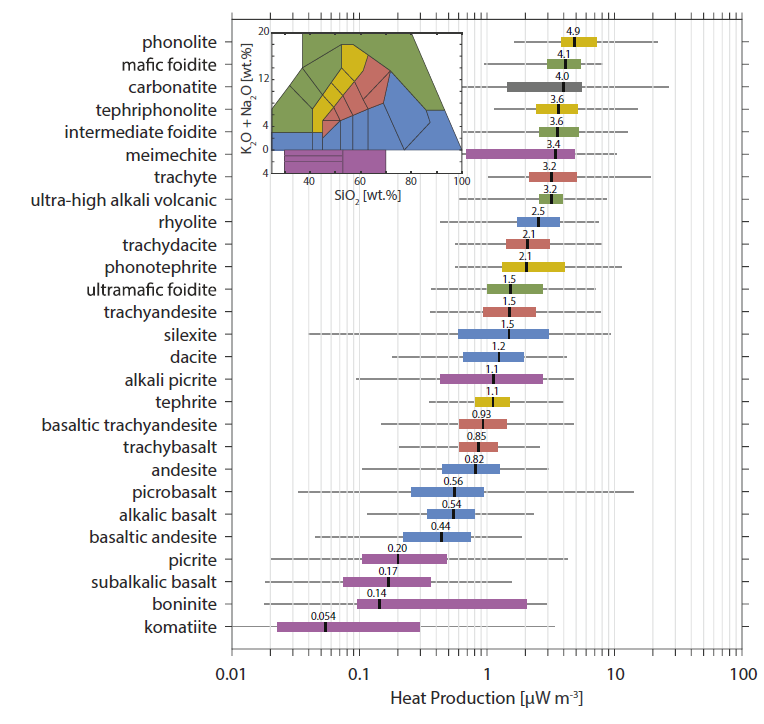 phonolite 4.9
mafic foidite 4.1
carbonatite 4.0
tephriphonolite 3.6
intermediate foidite 3.6
meimechite 3.4
trachyte 3.2
ultra-high alkali volcanic 3.2
rhyolite 2.5
trachydacite 2.1
phonotephrite 2.1
ultramafic foidite 1.5
trachyandesite 1.5
silexite 1.5
dacite 1.2
alkali picrite 1.1
tephrite 1.1
basaltic trachyandesite 0.93
trachybasalt 0.85
andesite 0.82
picrobalt 0.56
alkalic basalt 0.54
basaltic andesite 0.44
picrite 0.20
subalkalic basalt 0.17
boninite 0.14
komatiite 0.054
0.01 0.1 1 10 100
Heat Production [µW m⁻³]
K₂O + Na₂O [wt.%]
20
12
4
0
4
40 60 80 100
SIO₂ [wt.%]